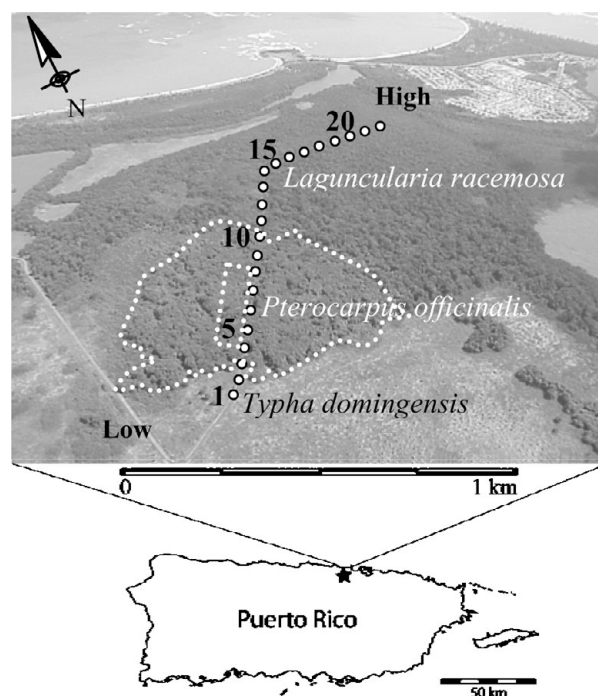 N
High
20
15
Laguncularia racemosa
10
Pterocarpus officinalis
5
1 Typha domingensis
Low
0 1 km
Puerto Rico
50 km